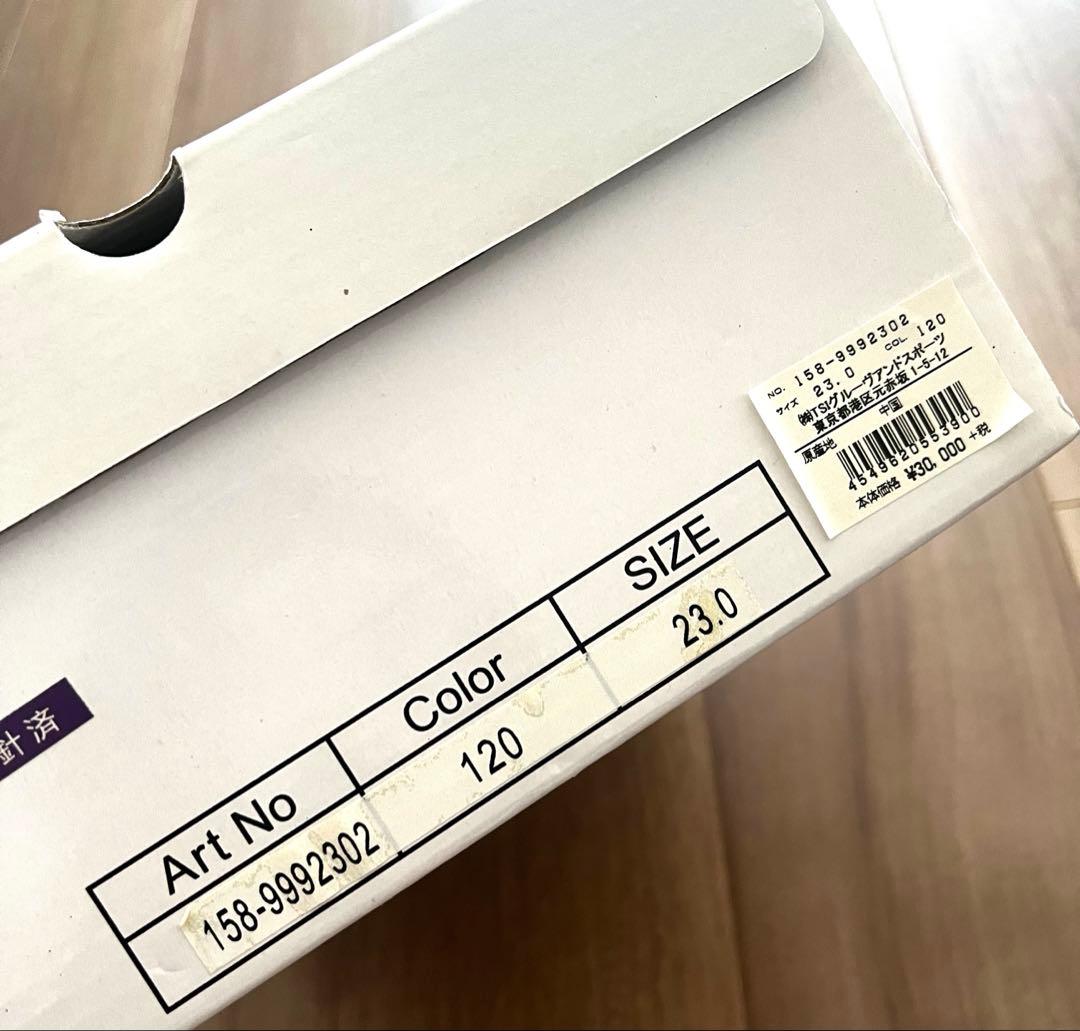 NO. 158-9992302
サイズ 23.0 COL 120
㈱TSIグルーヴアンドスポーツ
東京都港区元赤坂 1-5-12
原産地 中国
4549620553900
本体価格 ¥30,000 +税
Art No Color SIZE
158-9992302 120 23.0
針済